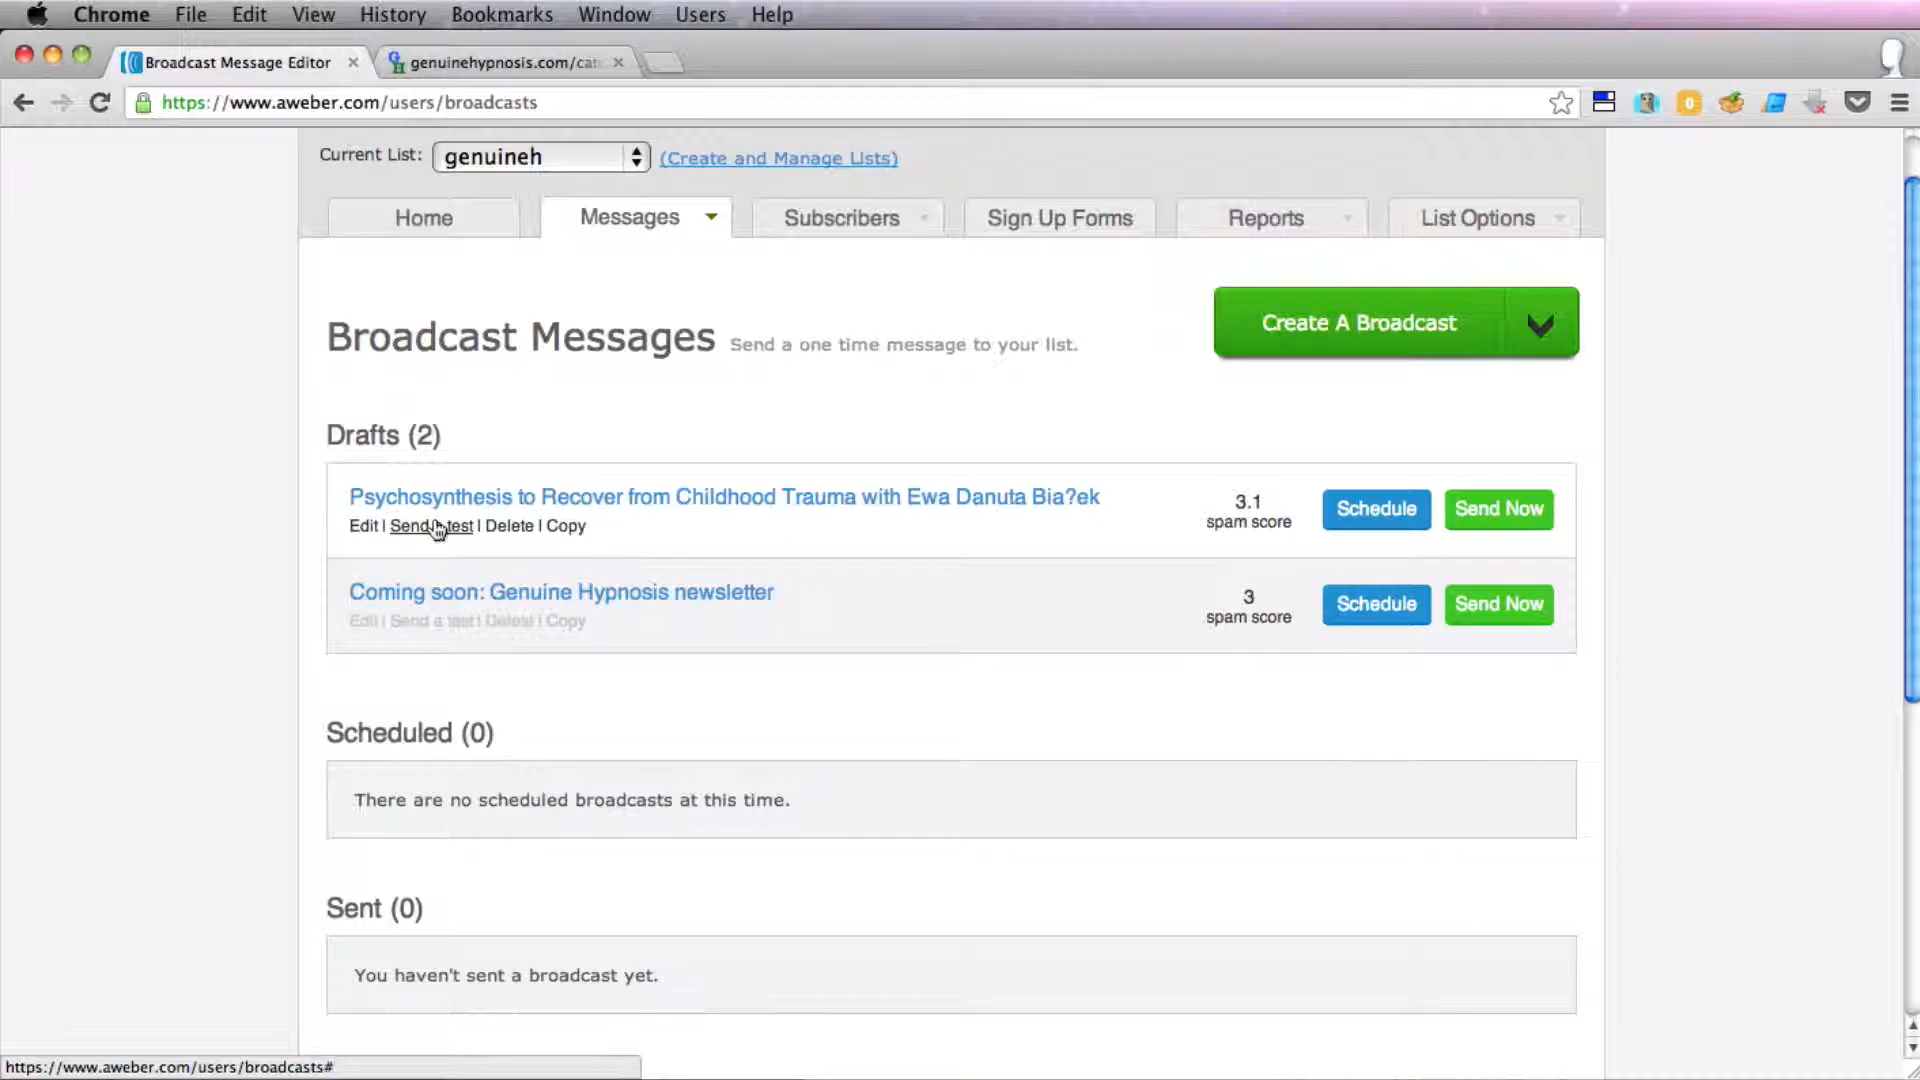 Chrome File Edit View History Bookmarks Window Users Help
Broadcast Message Editor genuinehypnosis.com/cat
https://www.aweber.com/users/broadcasts
Current List: genuineh (Create and Manage Lists)
Home Messages Subscribers Sign Up Forms Reports List Options
Broadcast Messages Send a one time message to your list.
Create A Broadcast
Drafts (2)
Psychosynthesis to Recover from Childhood Trauma with Ewa Danuta Bia?ek
Edit | Send a test | Delete | Copy
3.1
spam score
Schedule Send Now
Coming soon: Genuine Hypnosis newsletter
Edit | Send a test | Delete | Copy
3
spam score
Schedule Send Now
Scheduled (0)
There are no scheduled broadcasts at this time.
Sent (0)
You haven't sent a broadcast yet.
https://www.aweber.com/users/broadcasts#